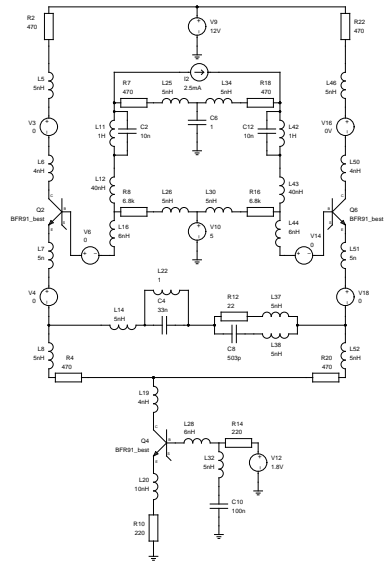 R2
470
V9
12V
R22
470
L5
5nH
I2
2.5mA
L46
5nH
R7
470
L25
5nH
L34
5nH
R18
470
V3
0
L11
1H
C2
10n
C6
1
C12
10n
L42
1H
V16
0V
L6
4nH
L12
40nH
L43
40nH
L50
4nH
Q2
BFR91_best
R8
6.8k
L26
5nH
L30
5nH
R16
6.8k
Q6
BFR91_best
L16
6nH
V10
5
L44
6nH
V6
0
V14
0
L7
5n
L51
5n
V4
0
L22
1
C4
33n
V18
0
L14
5nH
R12
22
L37
5nH
C8
503p
L38
5nH
L8
5nH
R4
470
R20
470
L52
5nH
L19
4nH
Q4
BFR91_best
L28
6nH
R14
220
L32
5nH
V12
1.8V
L20
10nH
C10
100n
R10
220